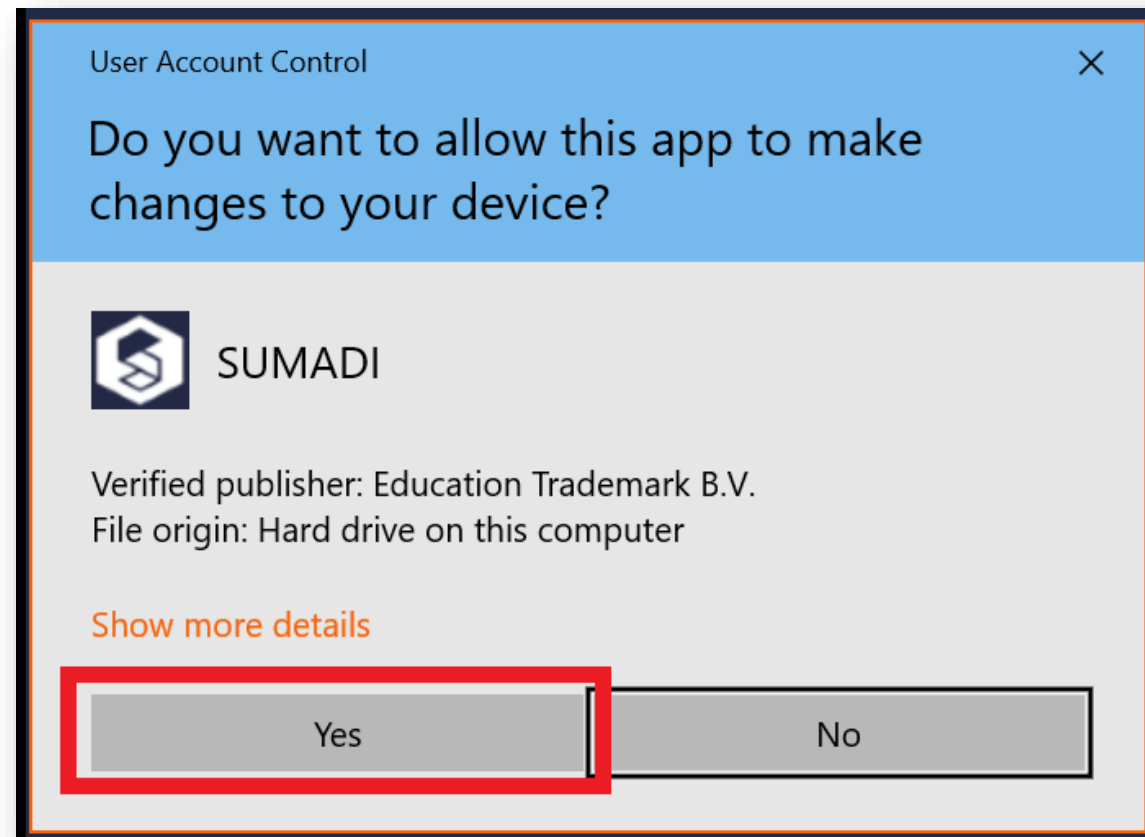 User Account Control
Do you want to allow this app to make
changes to your device?
SUMADI
Verified publisher: Education Trademark B.V.
File origin: Hard drive on this computer
Show more details
Yes
No